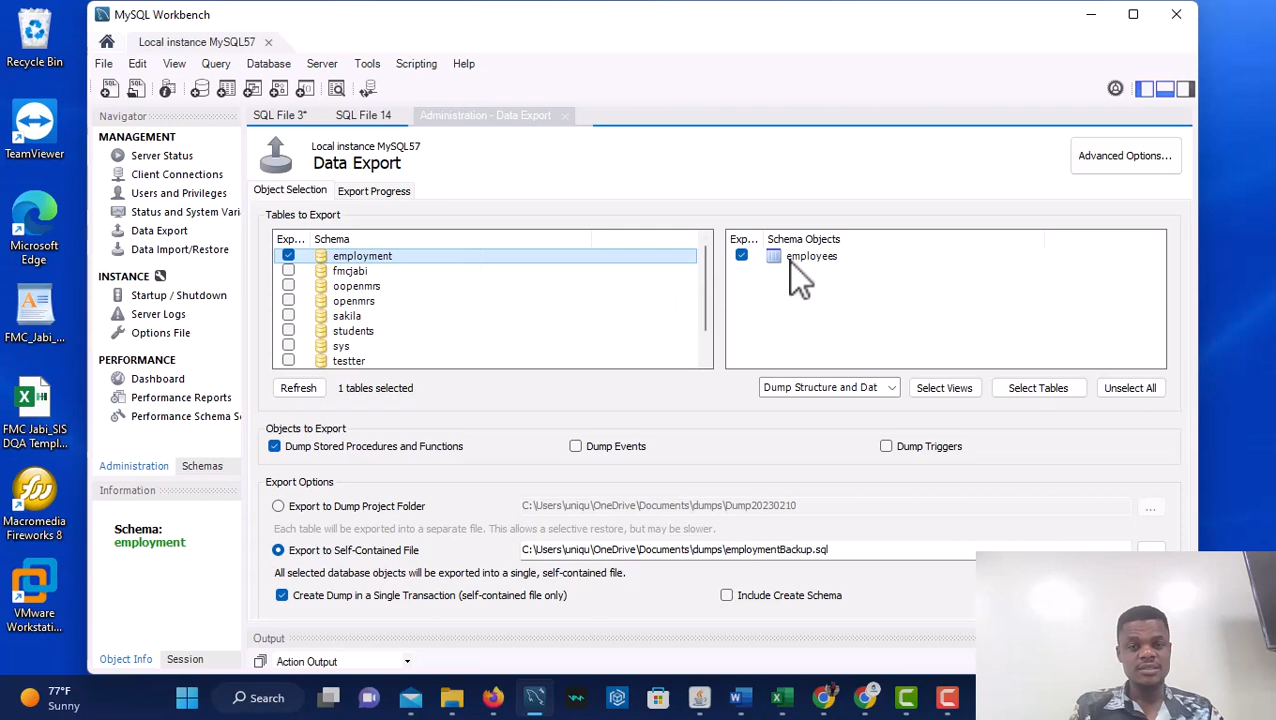 Recycle Bin
TeamViewer
Microsoft
Edge
FMC_Jabi_...
FMC Jabi_SIS
DQA Templ...
Macromedia
Fireworks 8
VMware
Workstati...
MySQL Workbench
Local instance MySQL57
File Edit View Query Database Server Tools Scripting Help
Navigator
MANAGEMENT
Server Status
Client Connections
Users and Privileges
Status and System Vari
Data Export
Data Import/Restore
INSTANCE
Startup / Shutdown
Server Logs
Options File
PERFORMANCE
Dashboard
Performance Reports
Performance Schema S
Administration Schemas
Information
Schema:
employment
Object Info Session
SQL File 3* SQL File 14 Administration - Data Export
Local instance MySQL57
Data Export
Advanced Options...
Object Selection Export Progress
Tables to Export
Exp... Schema
employment
fmcjabi
oopenmrs
openmrs
sakila
students
sys
testter
Exp... Schema Objects
employees
Refresh 1 tables selected
Dump Structure and Dat Select Views Select Tables Unselect All
Objects to Export
Dump Stored Procedures and Functions Dump Events Dump Triggers
Export Options
Export to Dump Project Folder C:\Users\uniqu\OneDrive\Documents\dumps\Dump20230210 ...
Each table will be exported into a separate file. This allows a selective restore, but may be slower.
Export to Self-Contained File C:\Users\uniqu\OneDrive\Documents\dumps\employmentBackup.sql
All selected database objects will be exported into a single, self-contained file.
Create Dump in a Single Transaction (self-contained file only) Include Create Schema
Output
Action Output
77°F
Sunny
Search